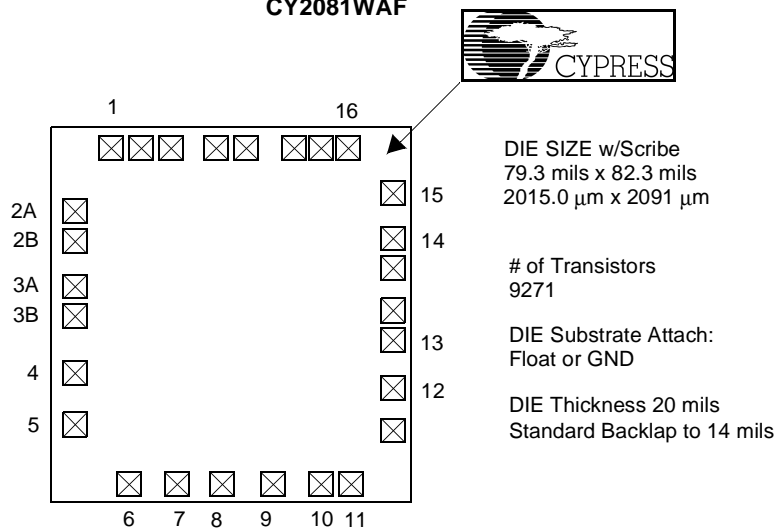 CY2081WAF
CYPRESS
1
16
DIE SIZE w/Scribe
79.3 mils x 82.3 mils
2015.0 μm x 2091 μm
15
2A
2B
14
# of Transistors
9271
3A
3B
13
DIE Substrate Attach:
Float or GND
4
12
5
DIE Thickness 20 mils
Standard Backlap to 14 mils
6 7 8 9 10 11